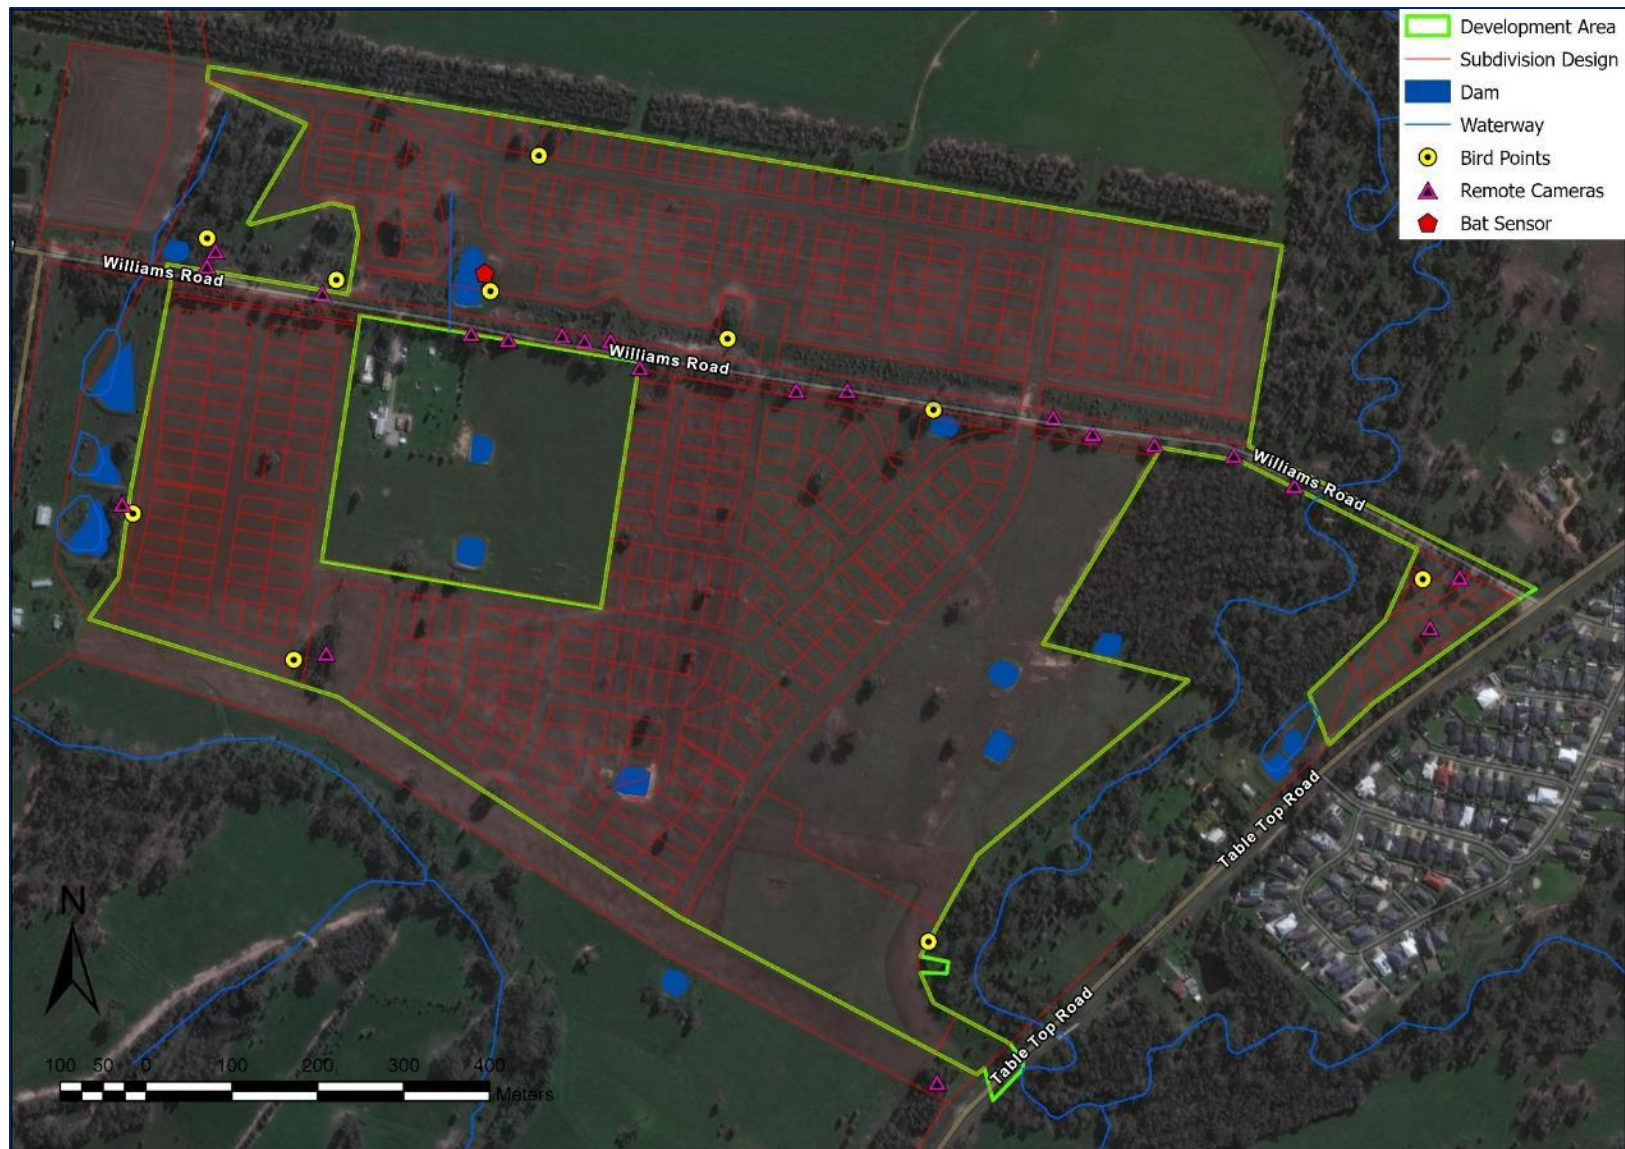 Development Area
Subdivision Design
Dam
Waterway
Bird Points
Remote Cameras
Bat Sensor
Williams Road
Williams Road
Williams Road
Table Top Road
Table Top Road
N
100 50 0 100 200 300 400
Meters